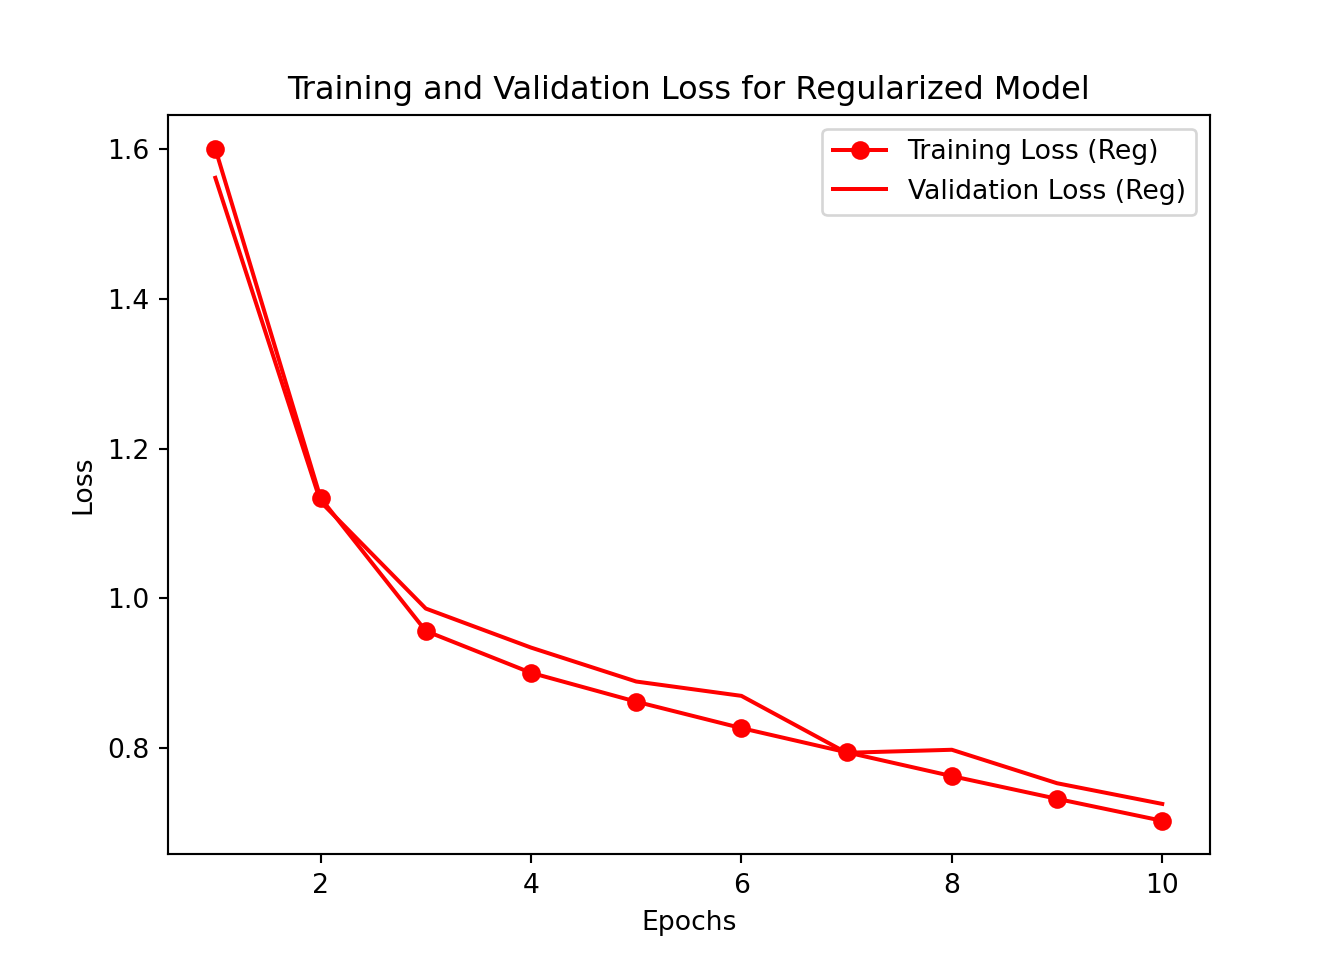 Training and Validation Loss for Regularized Model
Training Loss (Reg)
Validation Loss (Reg)
Loss
1.6
1.4
1.2
1.0
0.8
2 4 6 8 10
Epochs